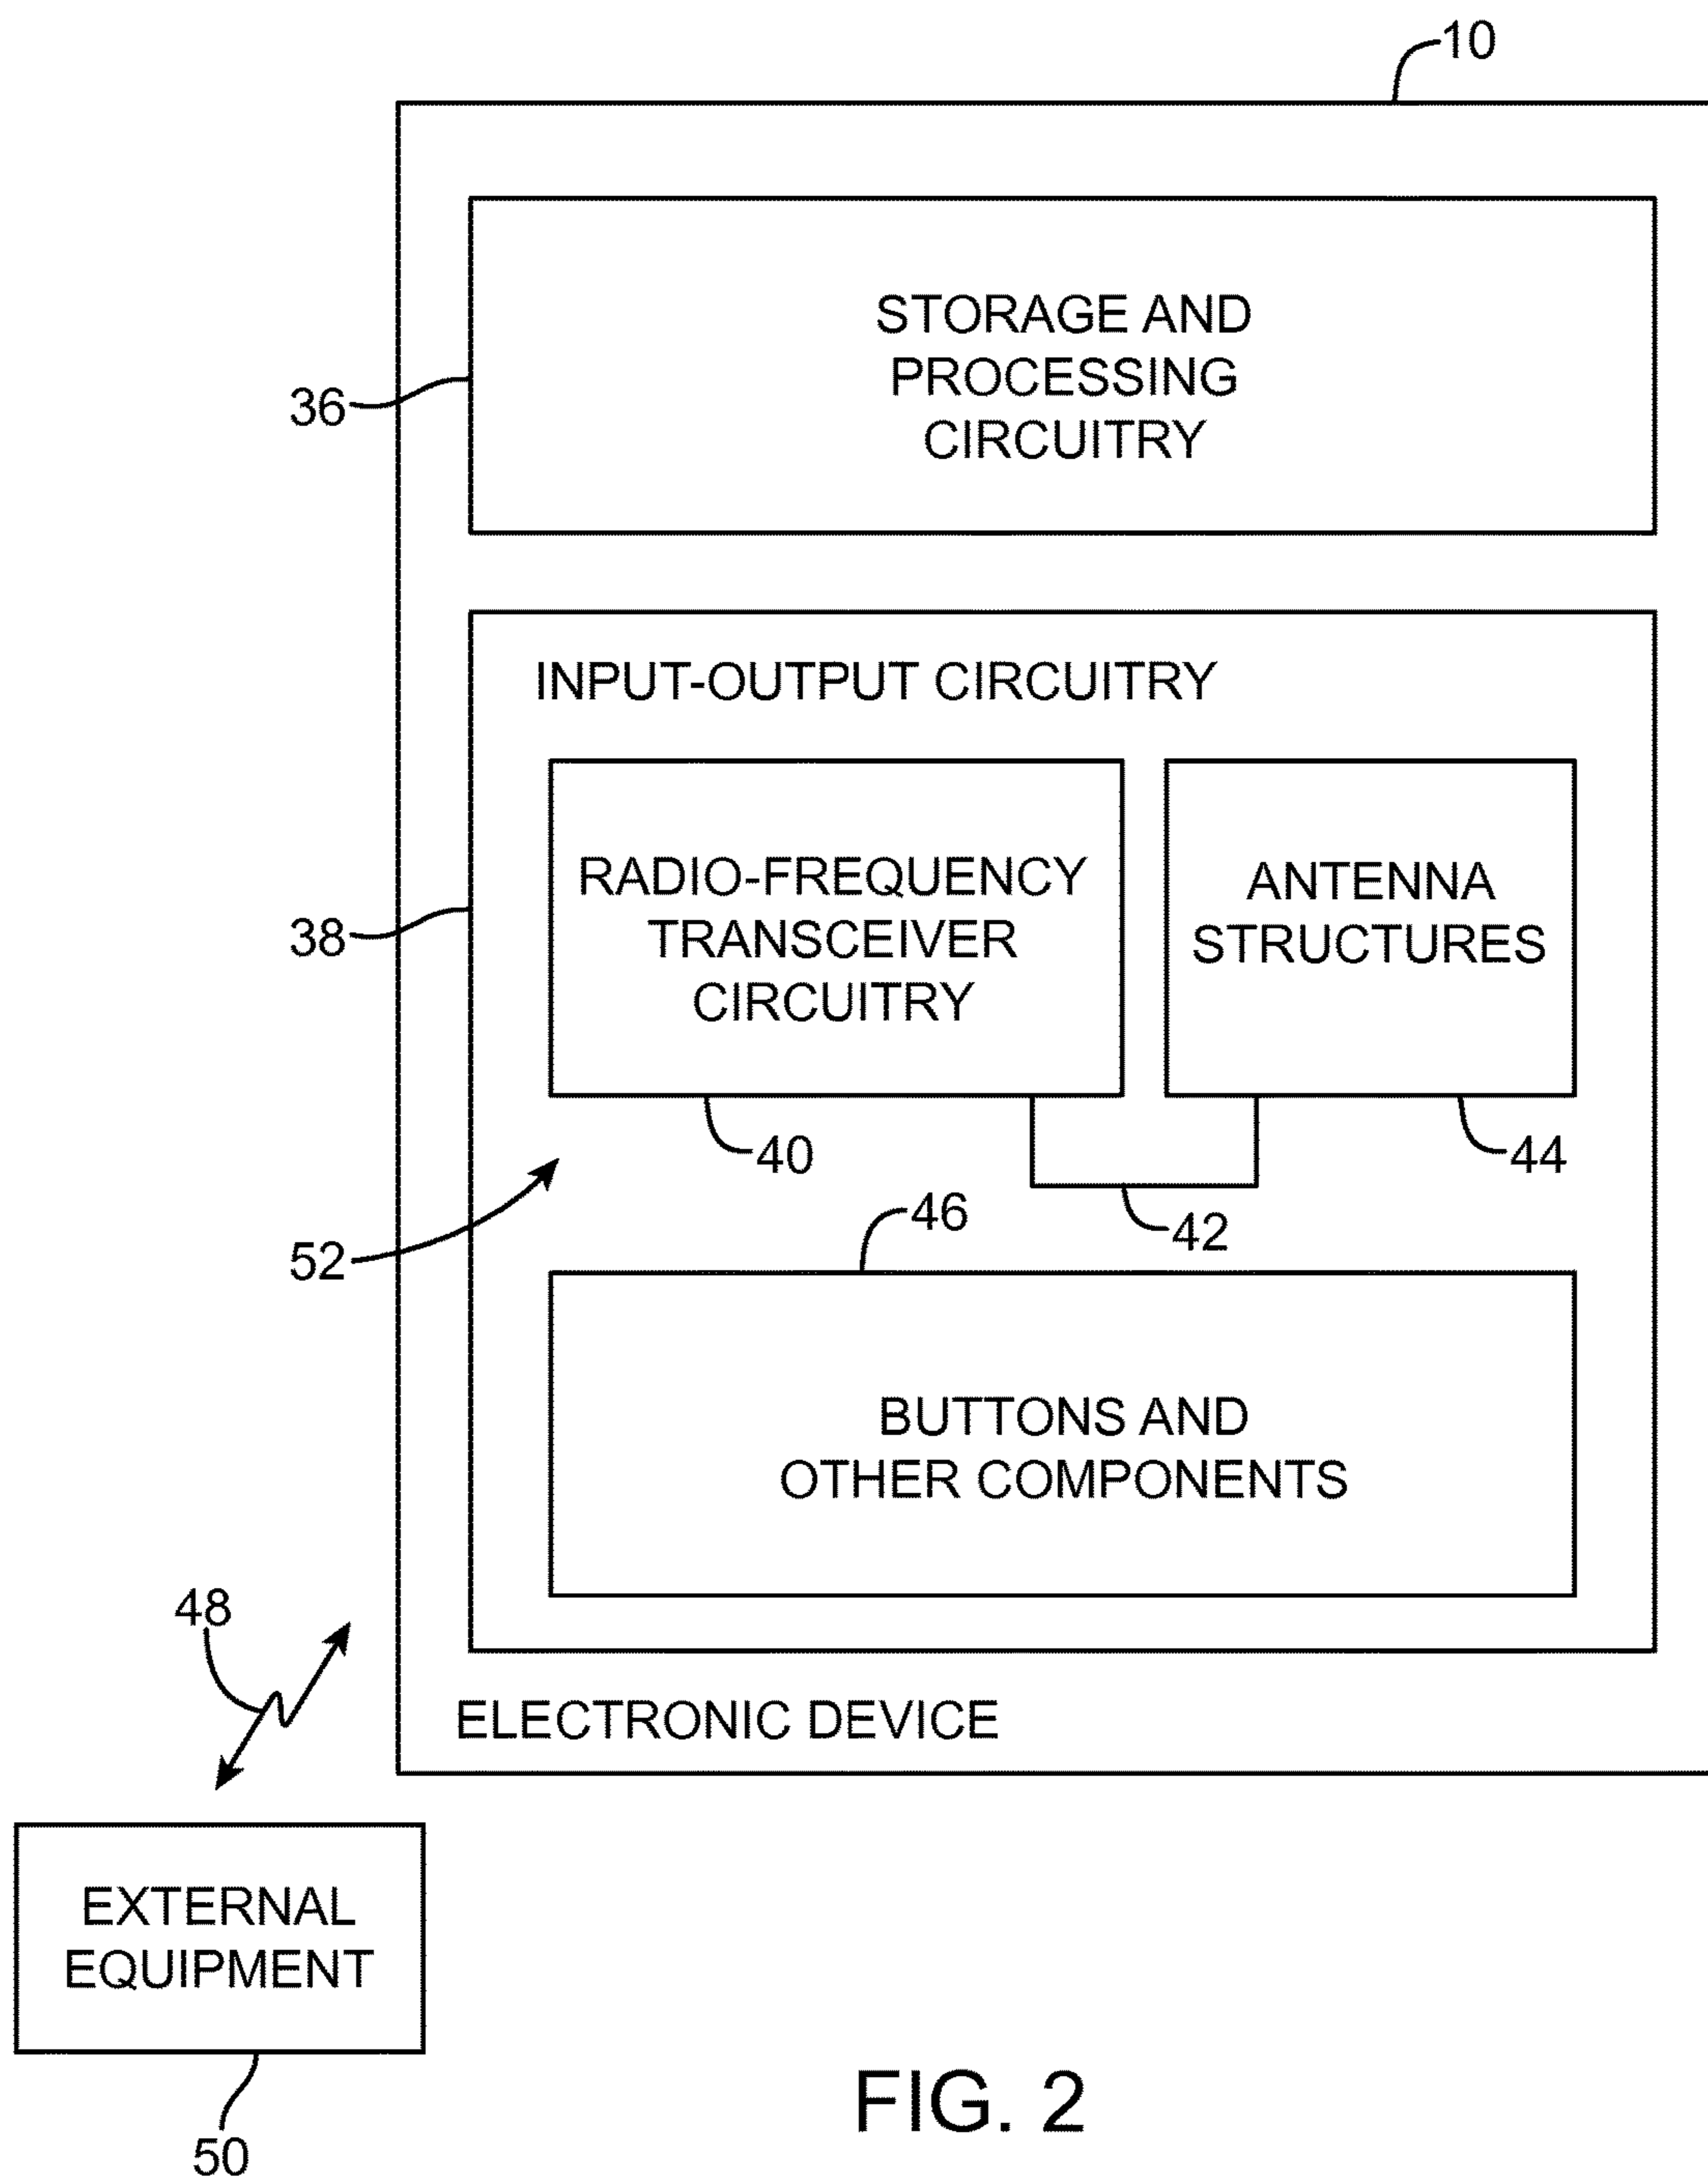 10
STORAGE AND
PROCESSING
CIRCUITRY
36
INPUT-OUTPUT CIRCUITRY
RADIO-FREQUENCY
TRANSCEIVER
CIRCUITRY
ANTENNA
STRUCTURES
38
40
44
46
42
52
BUTTONS AND
OTHER COMPONENTS
48
ELECTRONIC DEVICE
EXTERNAL
EQUIPMENT
50
FIG. 2